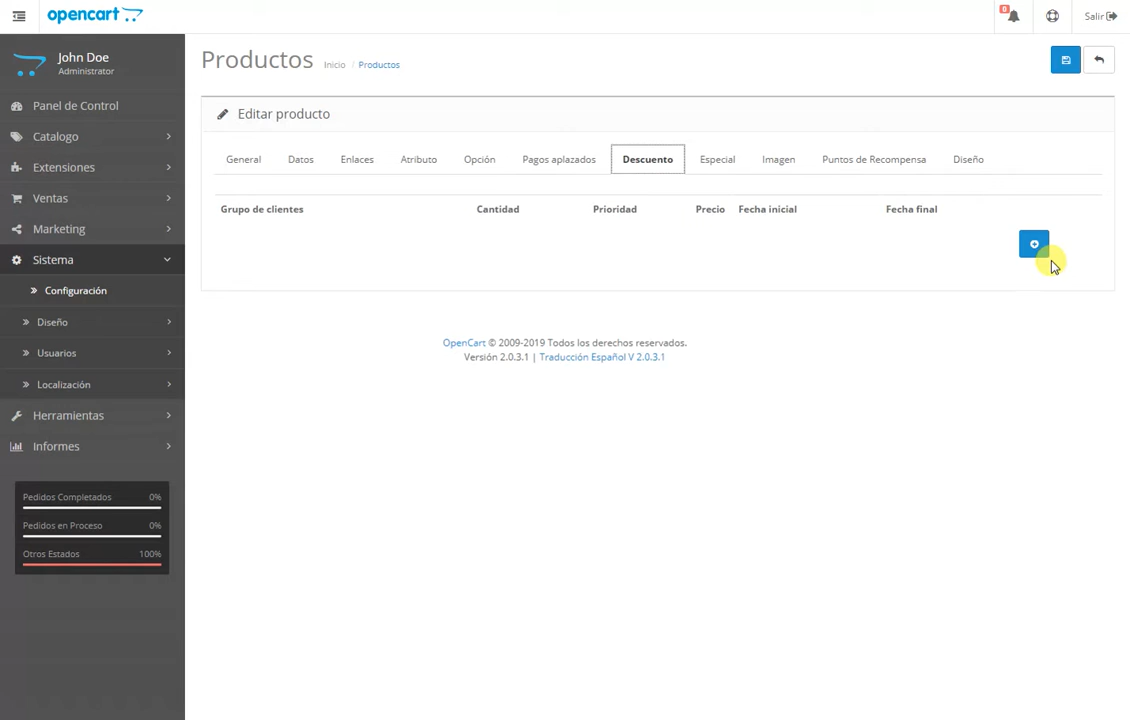 opencart
0
Salir
John Doe
Administrator
Panel de Control
Catalogo
Extensiones
Ventas
Marketing
Sistema
Configuración
Diseño
Usuarios
Localización
Herramientas
Informes
Pedidos Completados 0%
Pedidos en Proceso 0%
Otros Estados 100%
Productos Inicio / Productos
Editar producto
General Datos Enlaces Atributo Opción Pagos aplazados Descuento Especial Imagen Puntos de Recompensa Diseño
Grupo de clientes Cantidad Prioridad Precio Fecha inicial Fecha final
OpenCart © 2009-2019 Todos los derechos reservados.
Versión 2.0.3.1 | Traducción Español V 2.0.3.1